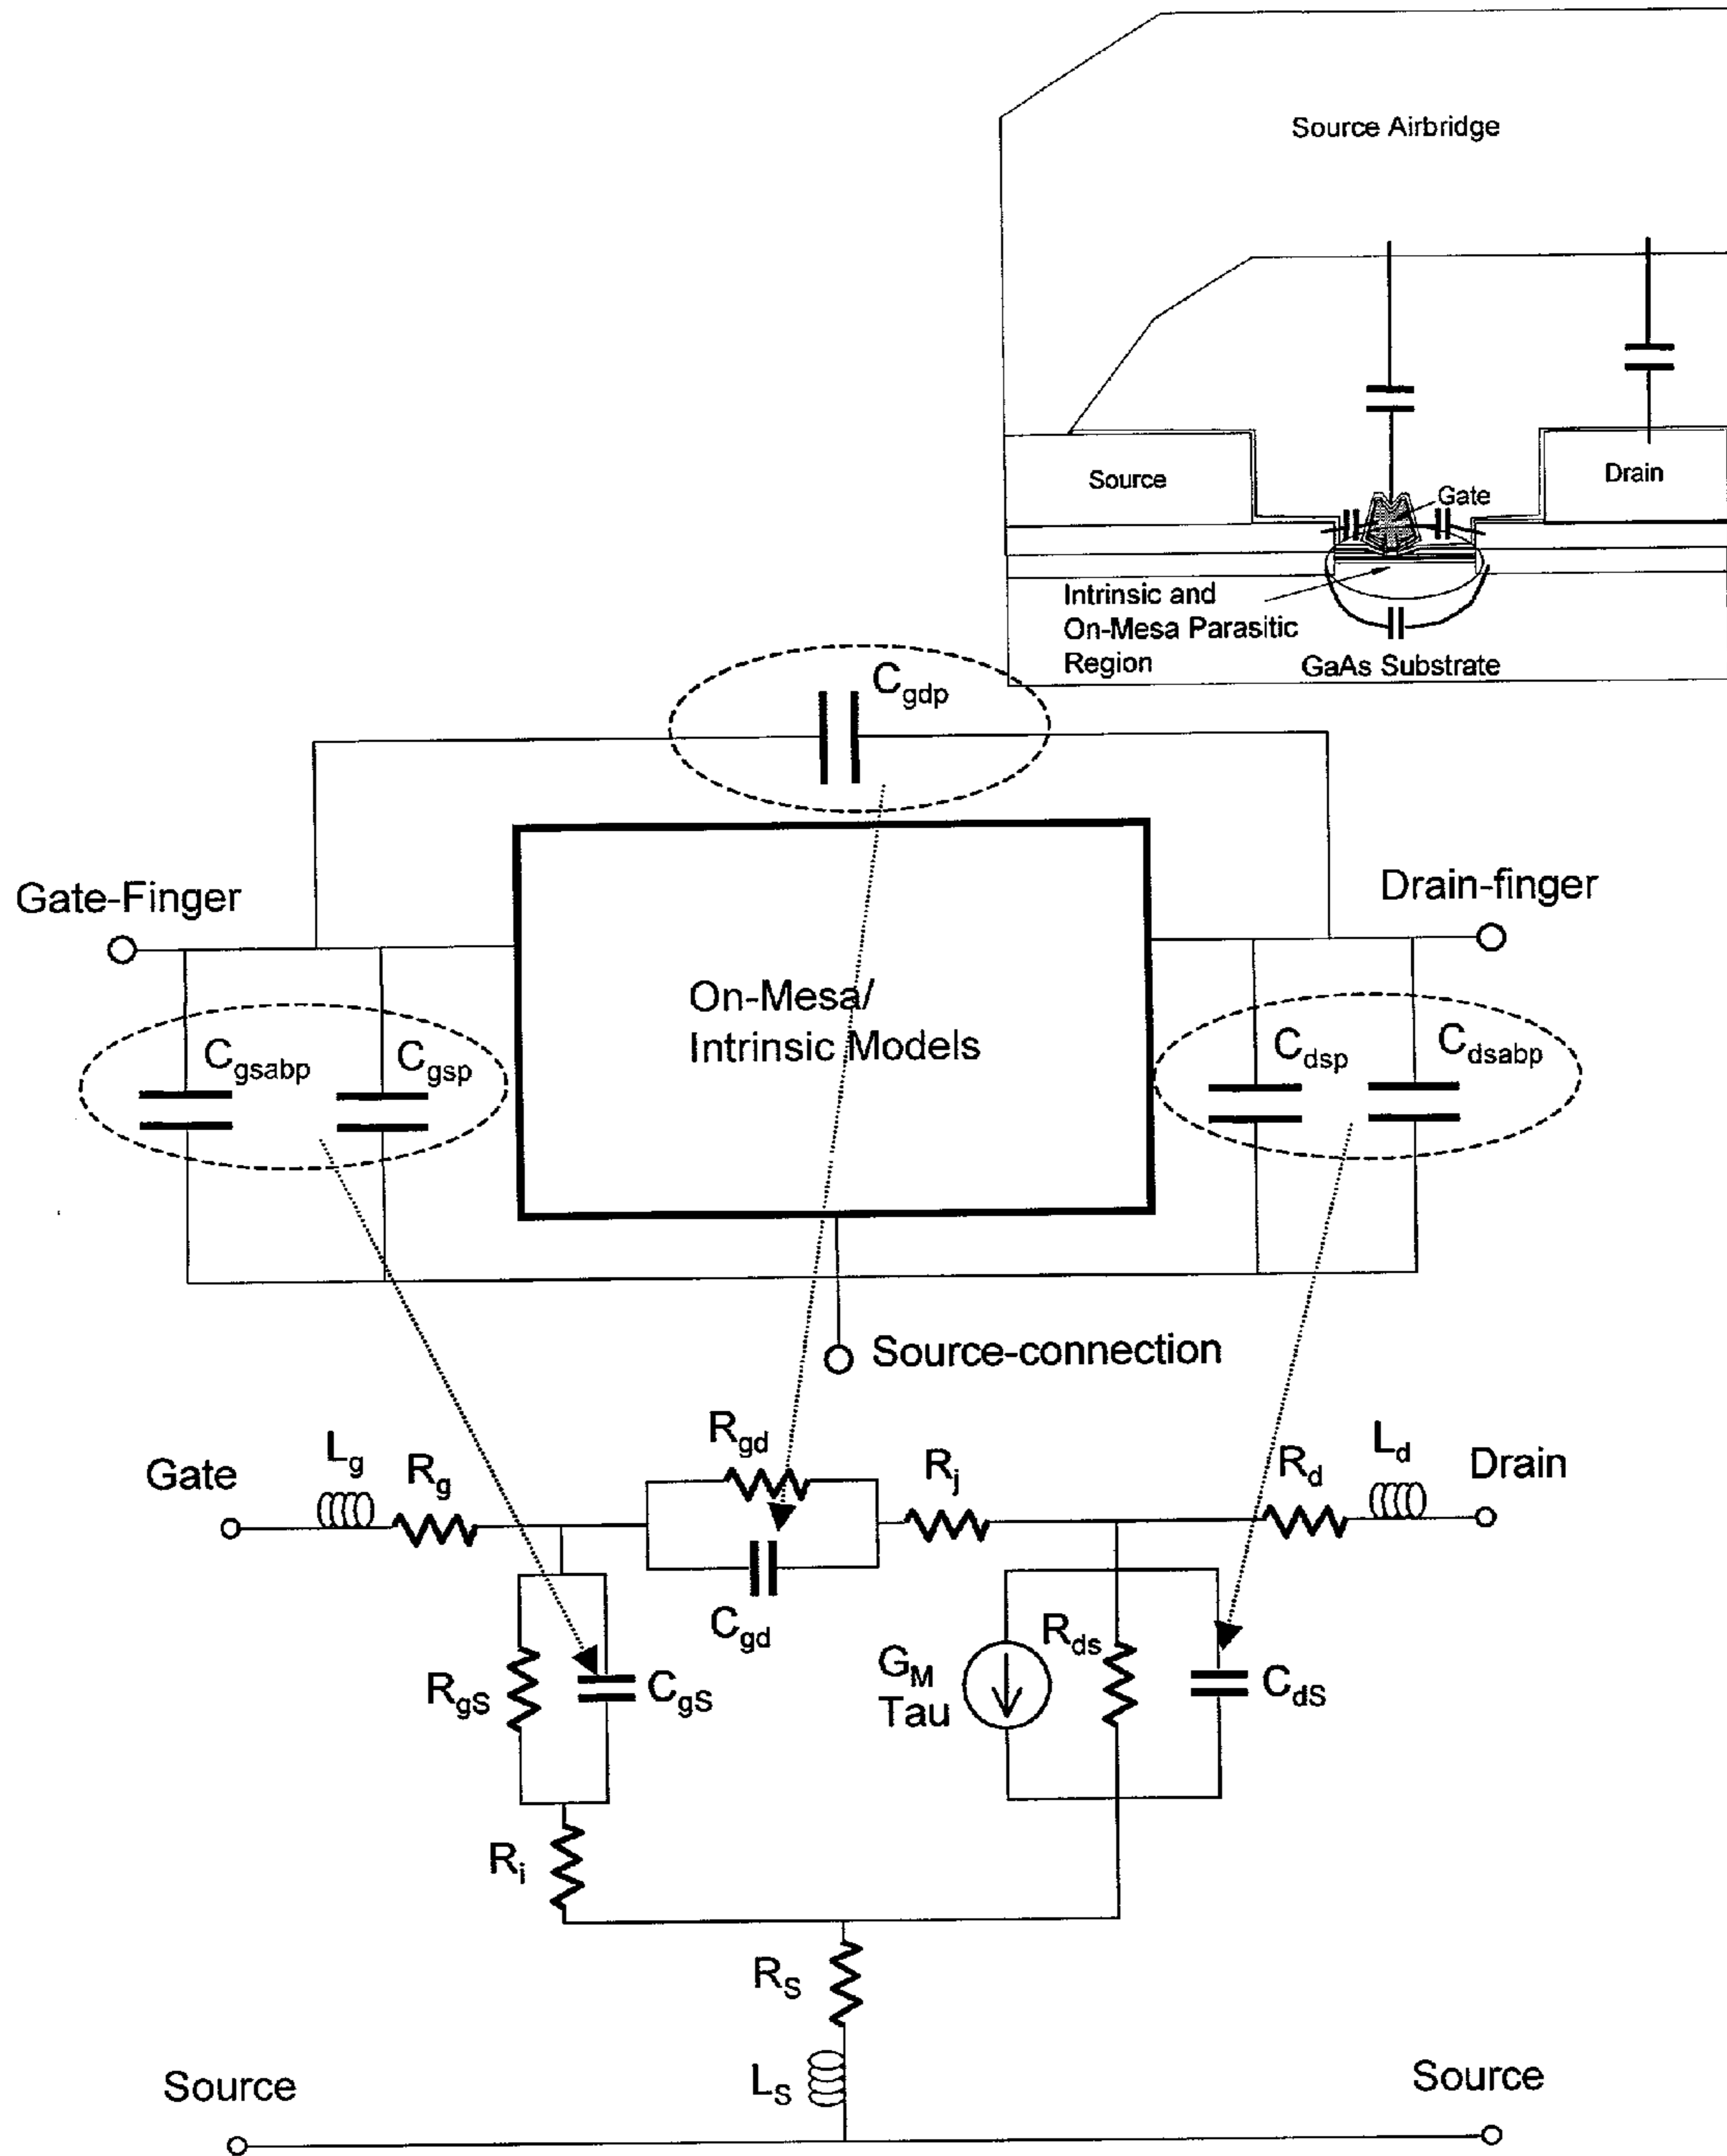 Source Airbridge
Source
Gate
Drain
Intrinsic and
On-Mesa Parasitic
Region
GaAs Substrate
Cgdp
Gate-Finger
Drain-finger
On-Mesa/
Intrinsic Models
Cgsabp
Cgsp
Cdsp
Cdsabp
Source-connection
Gate
Lg
Rg
Rgd
Rj
Rd
Ld
Drain
Cgd
RgS
CgS
GM
Tau
Rds
CdS
Ri
RS
LS
Source
Source